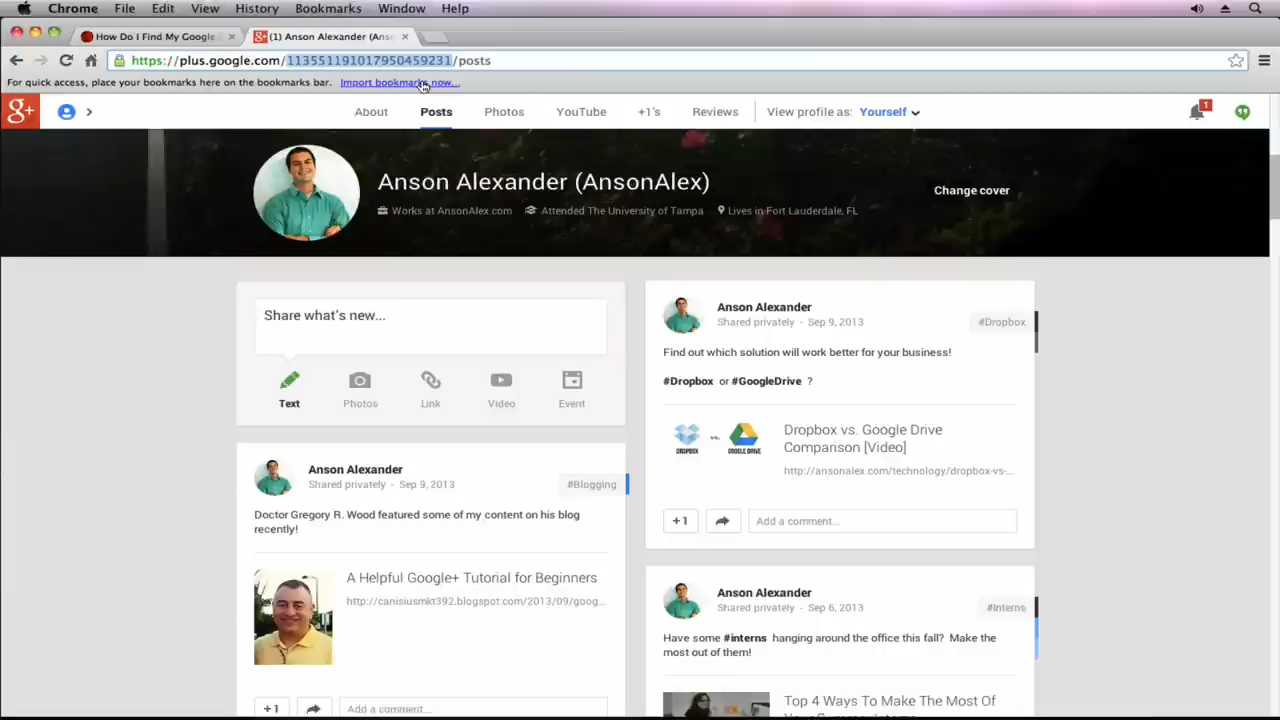 Chrome File Edit View History Bookmarks Window Help
How Do I Find My Google
(1) Anson Alexander (Ans
https://plus.google.com/113551191017950459231/posts
For quick access, place your bookmarks here on the bookmarks bar. Import bookmarks now...
g+
About Posts Photos YouTube +1's Reviews View profile as: Yourself
1
Anson Alexander (AnsonAlex)
Works at AnsonAlex.com Attended The University of Tampa Lives in Fort Lauderdale, FL
Change cover
Share what's new...
Text Photos Link Video Event
Anson Alexander
Shared privately - Sep 9, 2013
#Blogging
Doctor Gregory R. Wood featured some of my content on his blog
recently!
A Helpful Google+ Tutorial for Beginners
http://canisiusmkt392.blogspot.com/2013/09/goog...
+1 Add a comment...
Anson Alexander
Shared privately - Sep 9, 2013
#Dropbox
Find out which solution will work better for your business!
#Dropbox or #GoogleDrive ?
DROPBOX vs. GOOGLE DRIVE
Dropbox vs. Google Drive
Comparison [Video]
http://ansonalex.com/technology/dropbox-vs-...
+1 Add a comment...
Anson Alexander
Shared privately - Sep 6, 2013
#Interns
Have some #interns hanging around the office this fall? Make the
most out of them!
Top 4 Ways To Make The Most Of